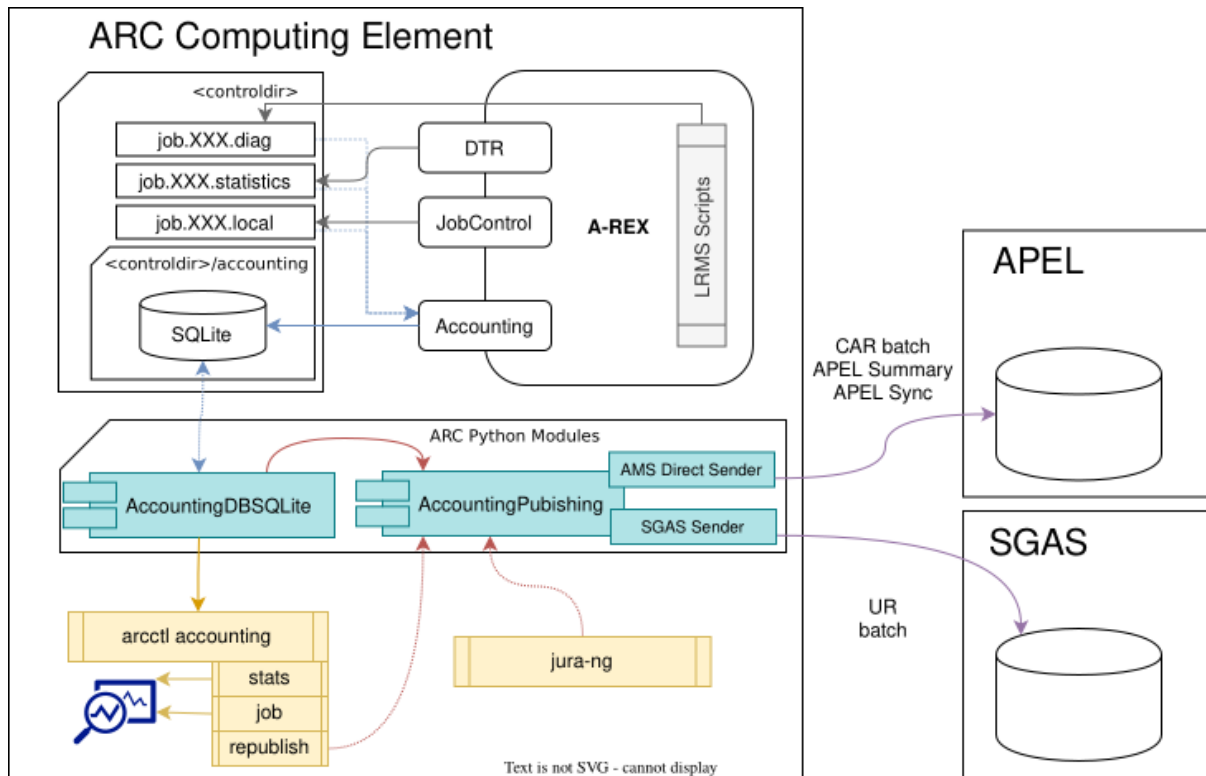 ARC Computing Element
<controldir>
job.XXX.diag
job.XXX.statistics
job.XXX.local
<controldir>/accounting
SQLite
DTR
JobControl
Accounting
A-REX
LRMS Scripts
ARC Python Modules
AccountingDBSQLite
AccountingPubishing
AMS Direct Sender
SGAS Sender
arcctl accounting
stats
job
republish
jura-ng
CAR batch
APEL Summary
APEL Sync
APEL
SGAS
UR
batch
Text is not SVG - cannot display